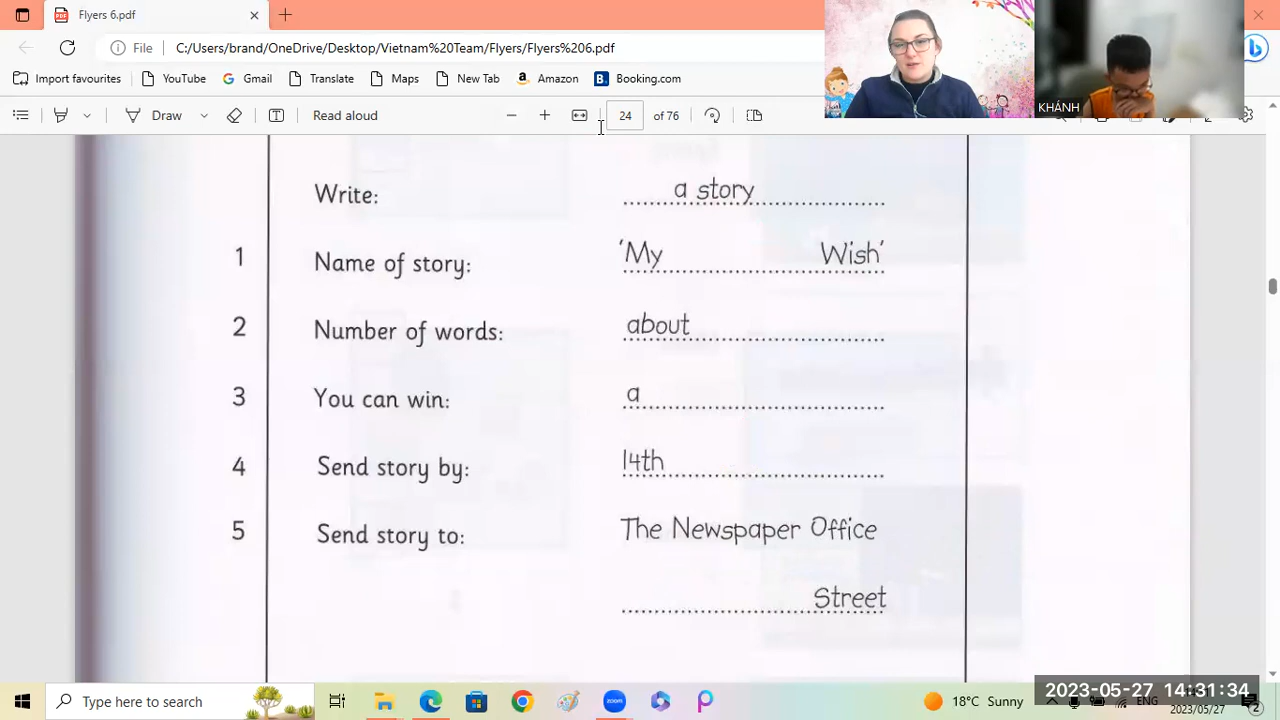 Flyers 6.pdf
File
C:/Users/brand/OneDrive/Desktop/Vietnam%20Team/Flyers/Flyers%206.pdf
Import favourites
YouTube
Gmail
Translate
Maps
New Tab
Amazon
Booking.com
KHÁNH
Draw
Read aloud
24
of 76
Write: a story
1 Name of story: 'My Wish'
2 Number of words: about
3 You can win: a
4 Send story by: 14th
5 Send story to: The Newspaper Office
Street
Type here to search
18°C Sunny
ENG
2023-05-27 14:31:34
2023/05/27